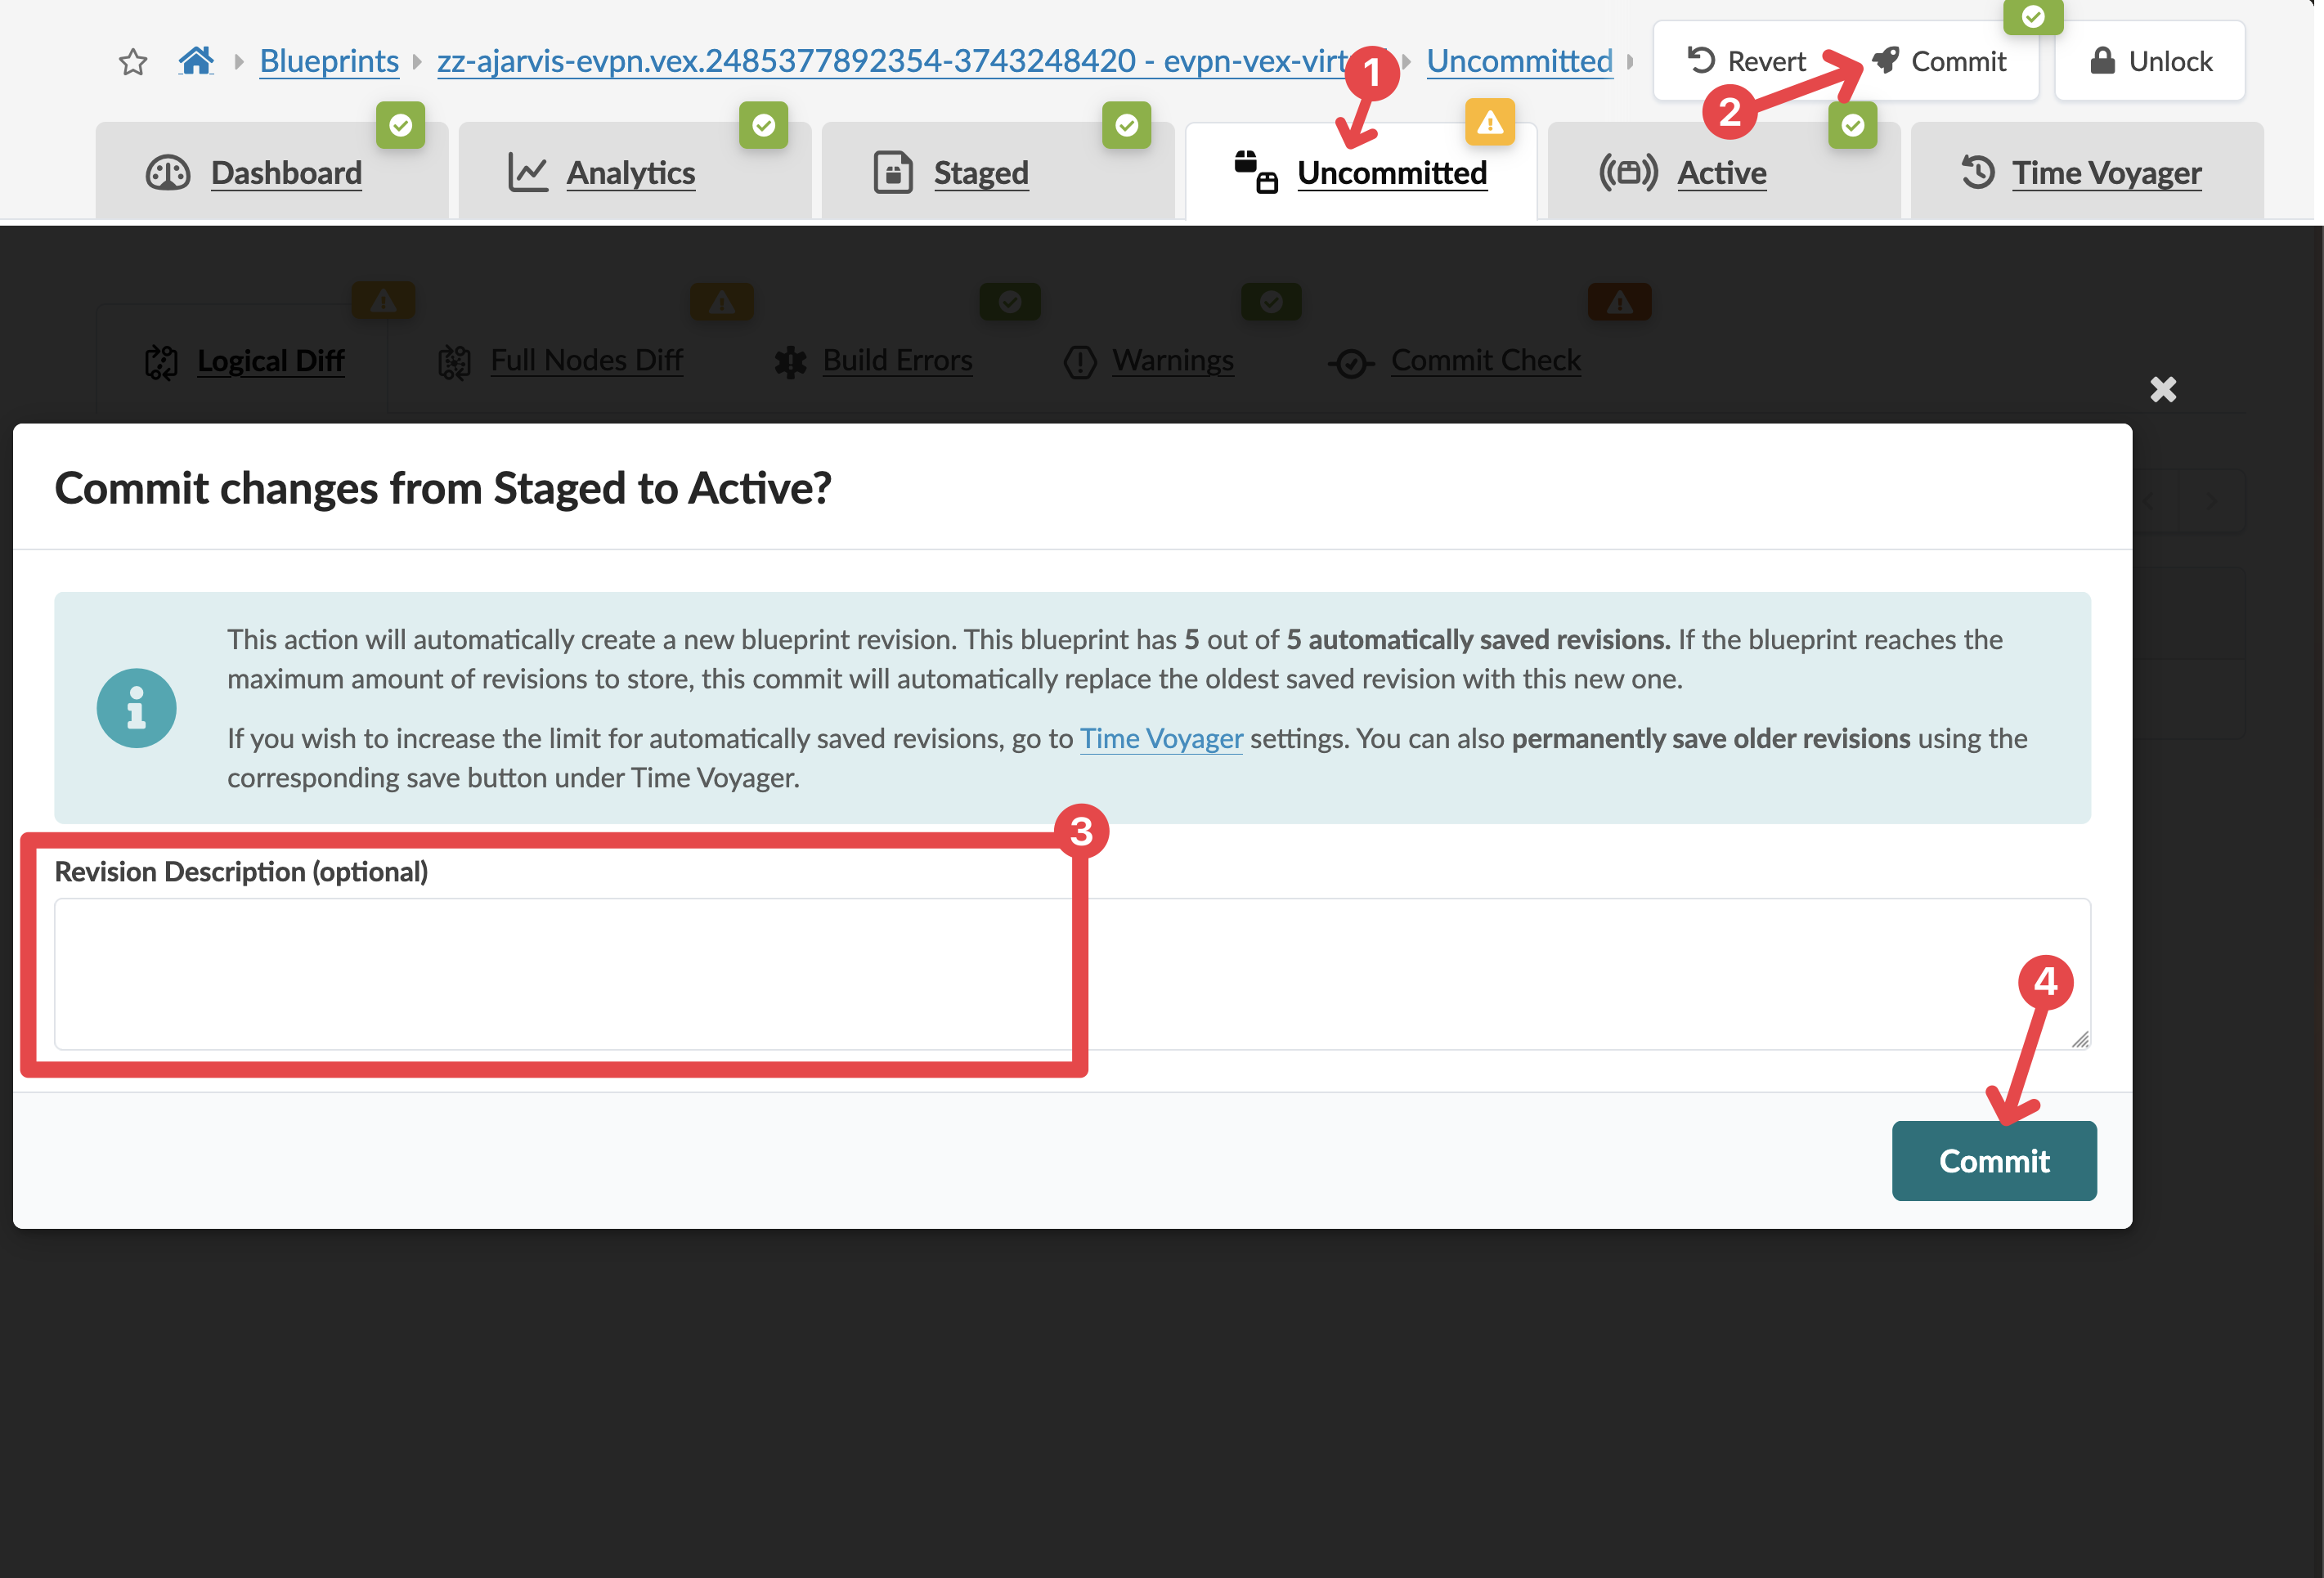 Blueprints zz-ajarvis-evpn.vex.2485377892354-3743248420 - evpn-vex-virt Uncommitted Revert Commit Unlock
1
2
Dashboard Analytics Staged Uncommitted Active Time Voyager
Logical Diff Full Nodes Diff Build Errors Warnings Commit Check
Commit changes from Staged to Active?
This action will automatically create a new blueprint revision. This blueprint has 5 out of 5 automatically saved revisions. If the blueprint reaches the
maximum amount of revisions to store, this commit will automatically replace the oldest saved revision with this new one.
If you wish to increase the limit for automatically saved revisions, go to Time Voyager settings. You can also permanently save older revisions using the
corresponding save button under Time Voyager.
3
Revision Description (optional)
4
Commit